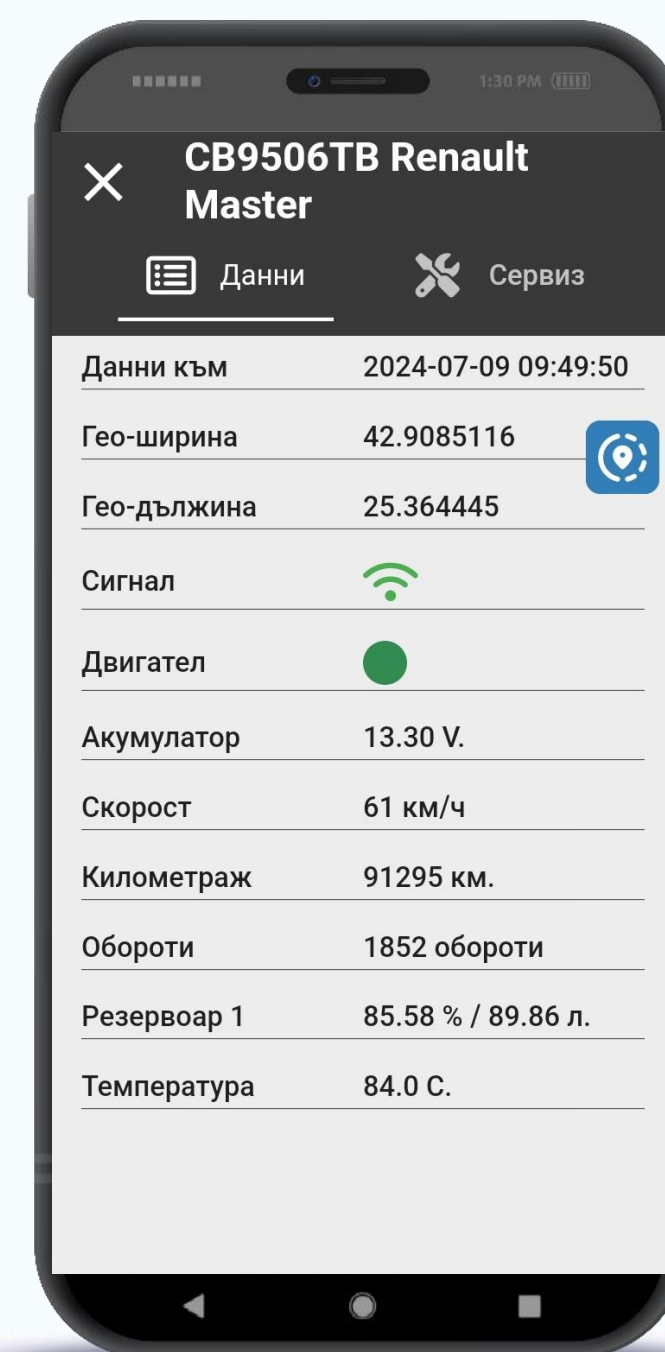 1:30 PM
CB9506TB Renault
Master
Данни Сервиз
Данни към 2024-07-09 09:49:50
Гео-ширина 42.9085116
Гео-дължина 25.364445
Сигнал
Двигател
Акумулатор 13.30 V.
Скорост 61 км/ч
Километраж 91295 км.
Обороти 1852 обороти
Резервоар 1 85.58 % / 89.86 л.
Температура 84.0 C.